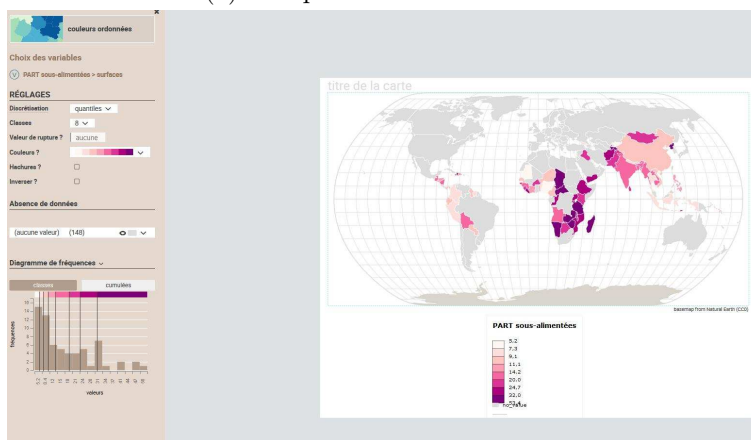 couleurs ordonnées
Choix des variables
V PART sous-alimentées > surfaces
RÉGLAGES
Discrétisation quantiles
Classes 8
Valeur de rupture ? aucune
Couleurs ?
Hachures ?
Inverser ?
Absence de données
(aucune valeur) (148)
Diagramme de fréquences
classes cumulées
fréquences
valeurs
titre de la carte
basemap from Natural Earth (CC0)
PART sous-alimentées
5,2
7,3
9,1
11,1
14,2
20,0
24,7
32,0
no_value